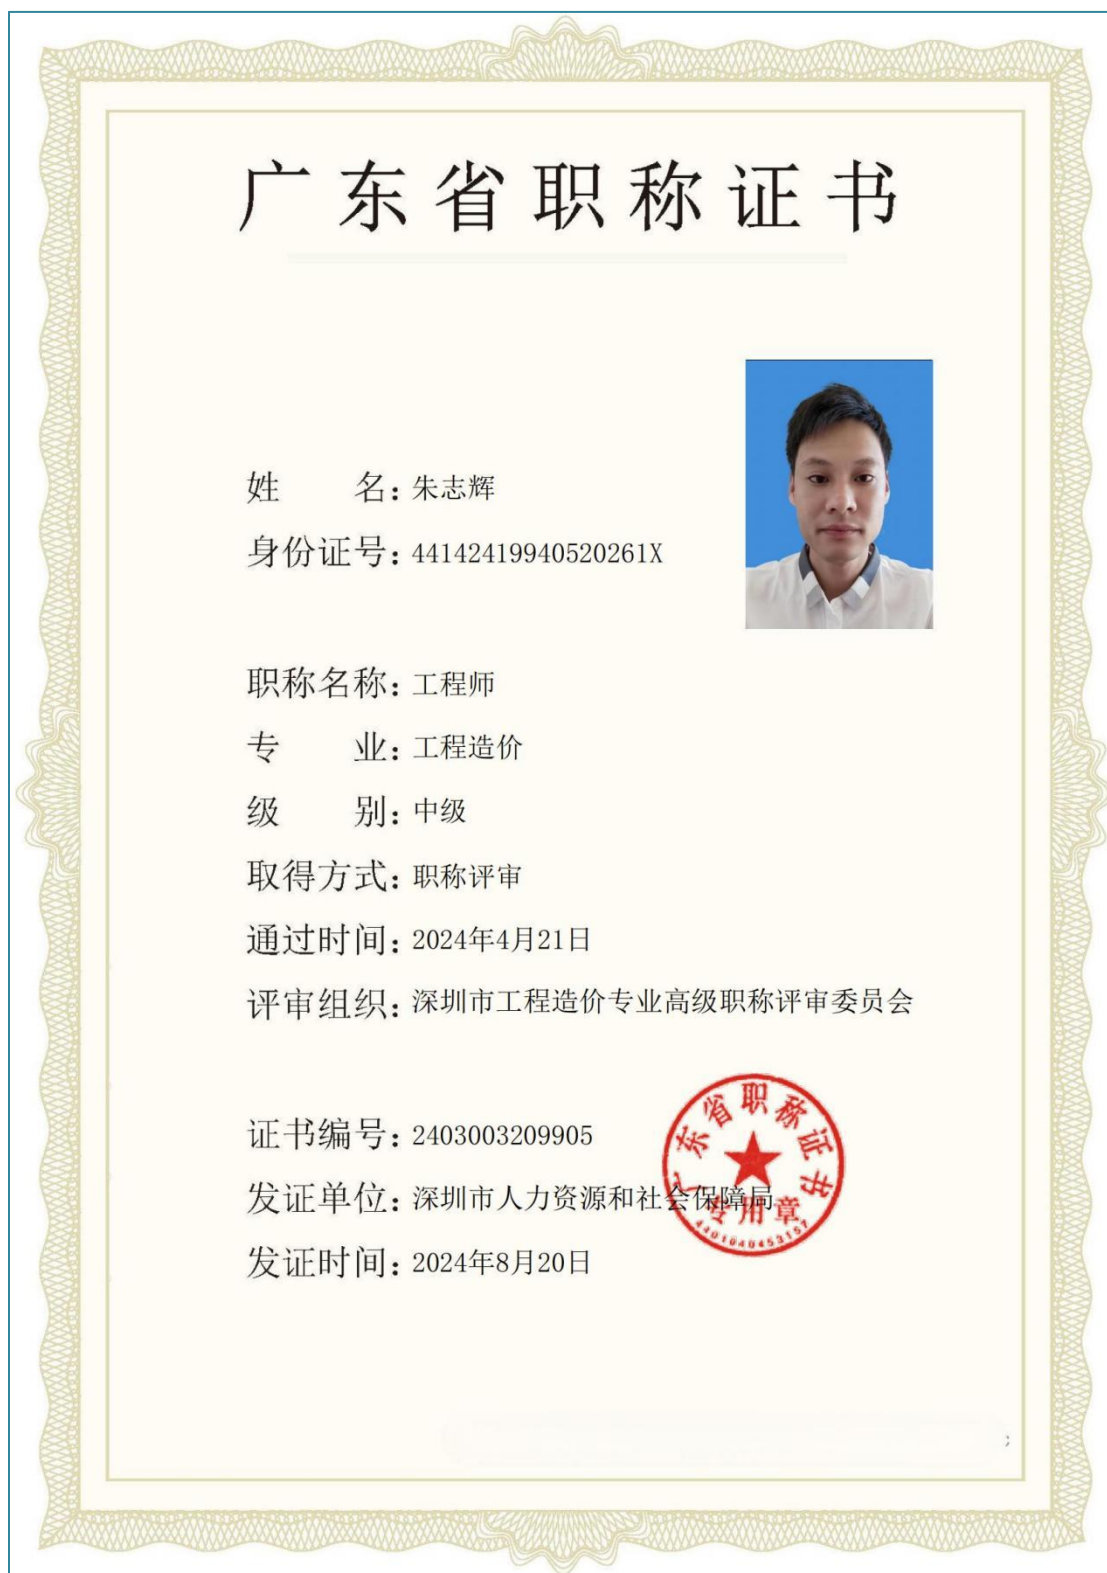 广东省职称证书
姓名：朱志辉
身份证号：44142419940520261X
职称名称：工程师
专业：工程造价
级别：中级
取得方式：职称评审
通过时间：2024年4月21日
评审组织：深圳市工程造价专业高级职称评审委员会
证书编号：2403003209905
发证单位：深圳市人力资源和社会保障局
发证时间：2024年8月20日
广东省职称证书
专用章
4401040453157